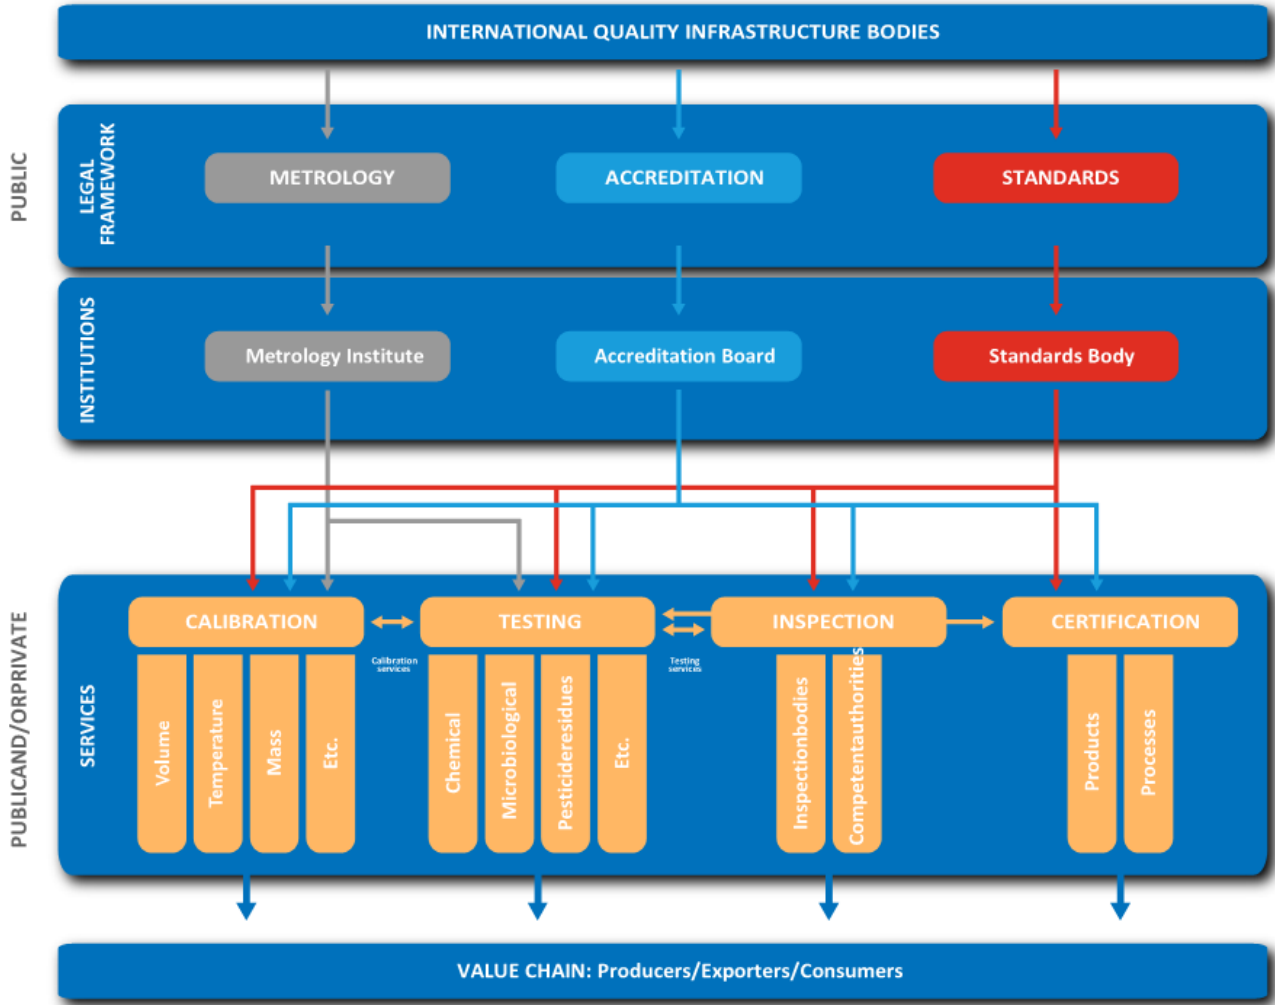 INTERNATIONAL QUALITY INFRASTRUCTURE BODIES
PUBLIC
LEGAL
FRAMEWORK
METROLOGY
ACCREDITATION
STANDARDS
INSTITUTIONS
Metrology Institute
Accreditation Board
Standards Body
PUBLICAND/ORPRIVATE
SERVICES
CALIBRATION
TESTING
INSPECTION
CERTIFICATION
Calibration
services
Testing
services
Volume
Temperature
Mass
Etc.
Chemical
Microbiological
Pesticideresidues
Etc.
Inspectionbodies
Competentauthorities
Products
Processes
VALUE CHAIN: Producers/Exporters/Consumers